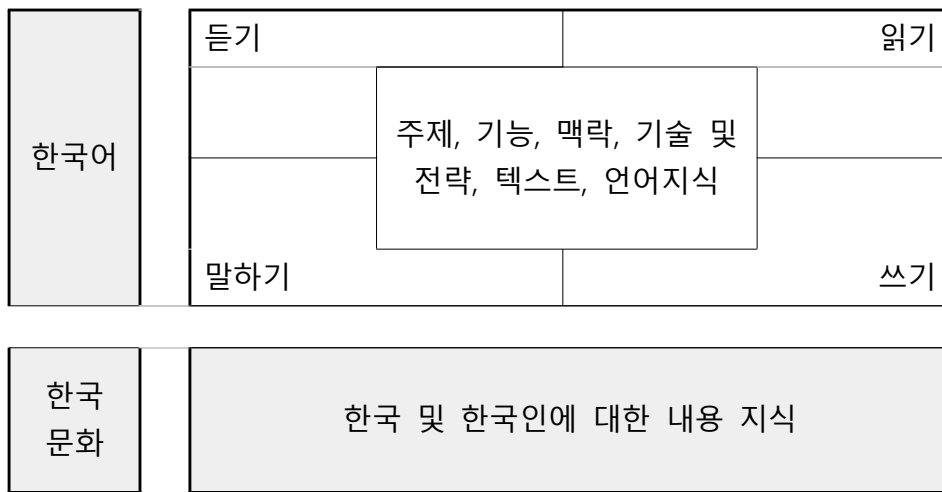 한국어
듣기
읽기
주제, 기능, 맥락, 기술 및
전략, 텍스트, 언어지식
말하기
쓰기
한국
문화
한국 및 한국인에 대한 내용 지식